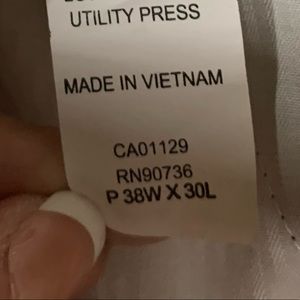 UTILITY PRESS
MADE IN VIETNAM
CA01129
RN90736
P 38W X 30L